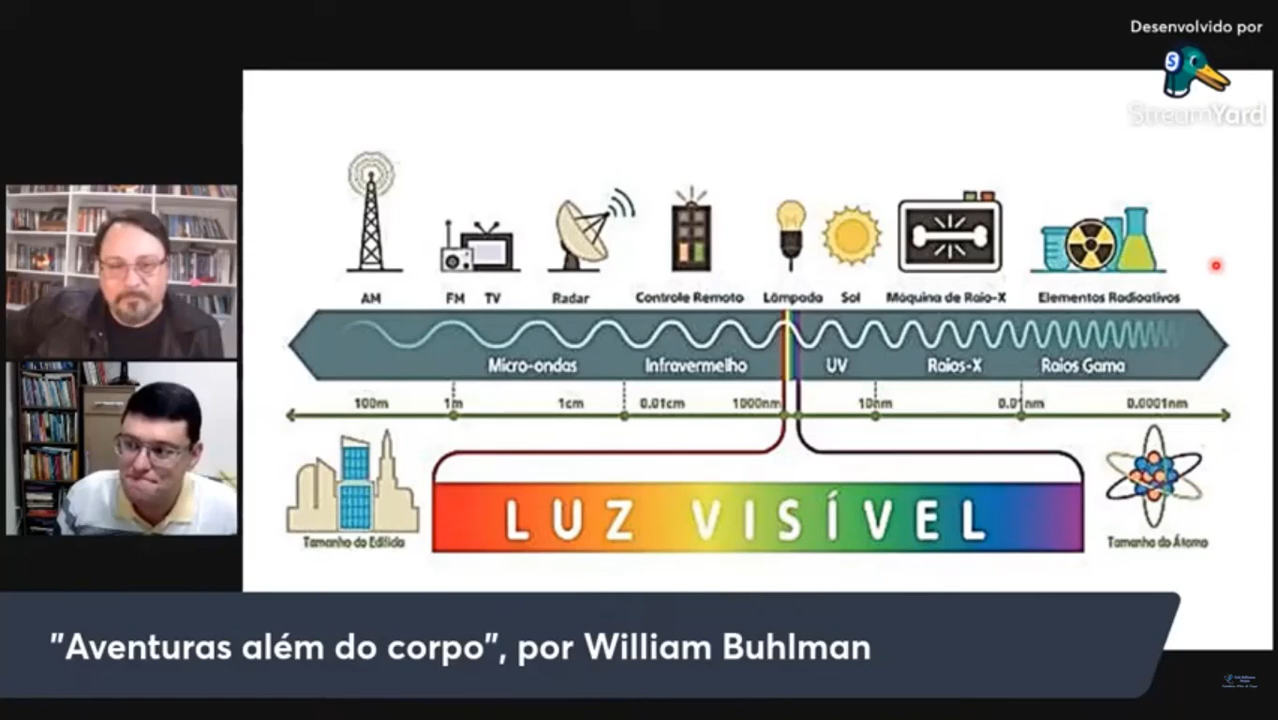 Desenvolvido por
StreamYard
AM
FM
TV
Radar
Controle Remoto
Lâmpada
Sol
Máquina de Raio-X
Elementos Radioativos
Micro-ondas
Infravermelho
UV
Raios-X
Raios Gama
100m
1m
1cm
0.01cm
1000nm
10nm
0.01nm
0.0001nm
LUZ VISÍVEL
Tamanho do Edifício
Tamanho do Átomo
"Aventuras além do corpo", por William Buhlman